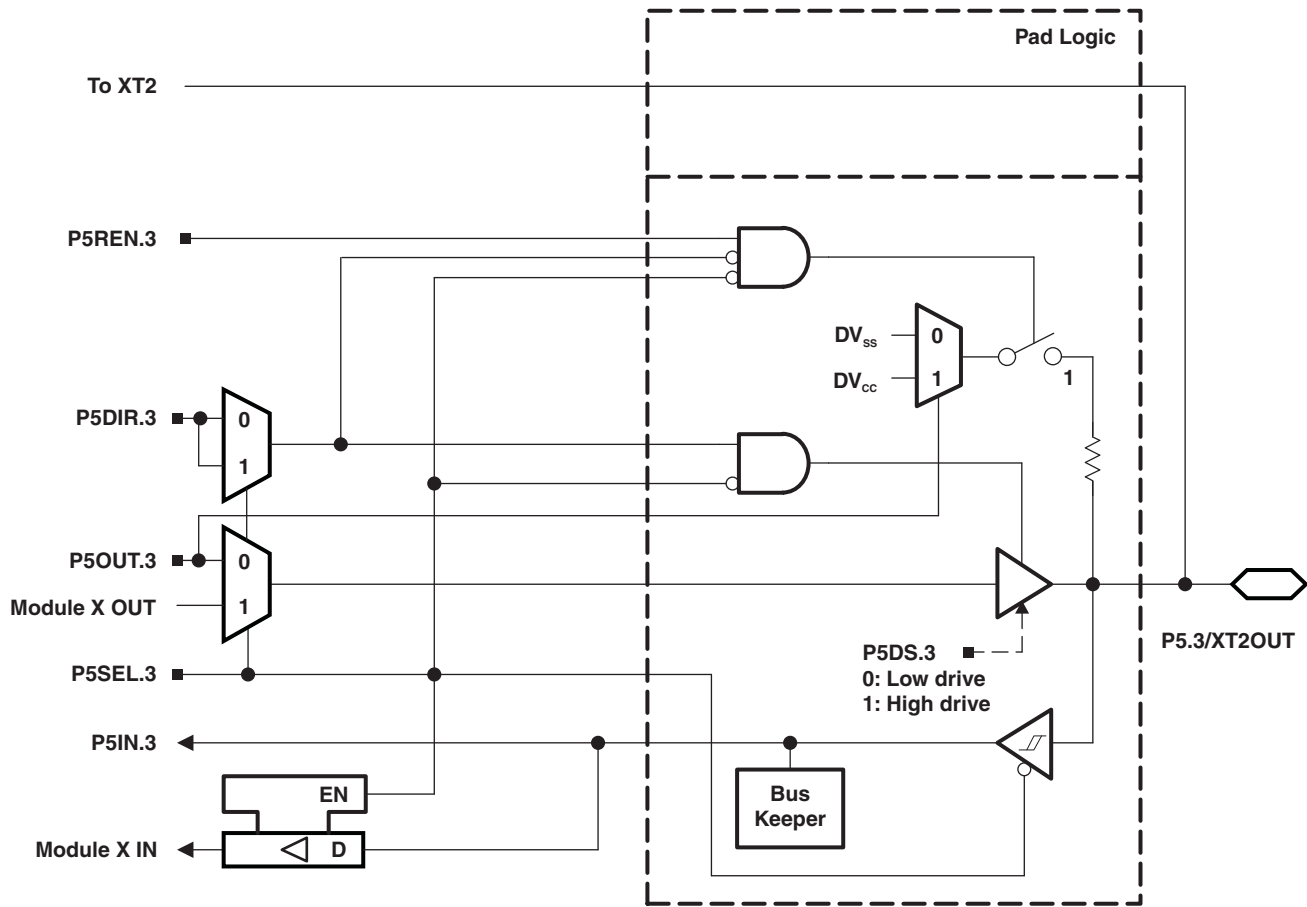 Pad Logic
To XT2
P5REN.3
DVSS
0
DVCC
1
1
P5DIR.3
0
1
P5OUT.3
0
Module X OUT
1
P5SEL.3
P5DS.3
0: Low drive
1: High drive
P5.3/XT2OUT
P5IN.3
EN
Bus
Keeper
Module X IN
D